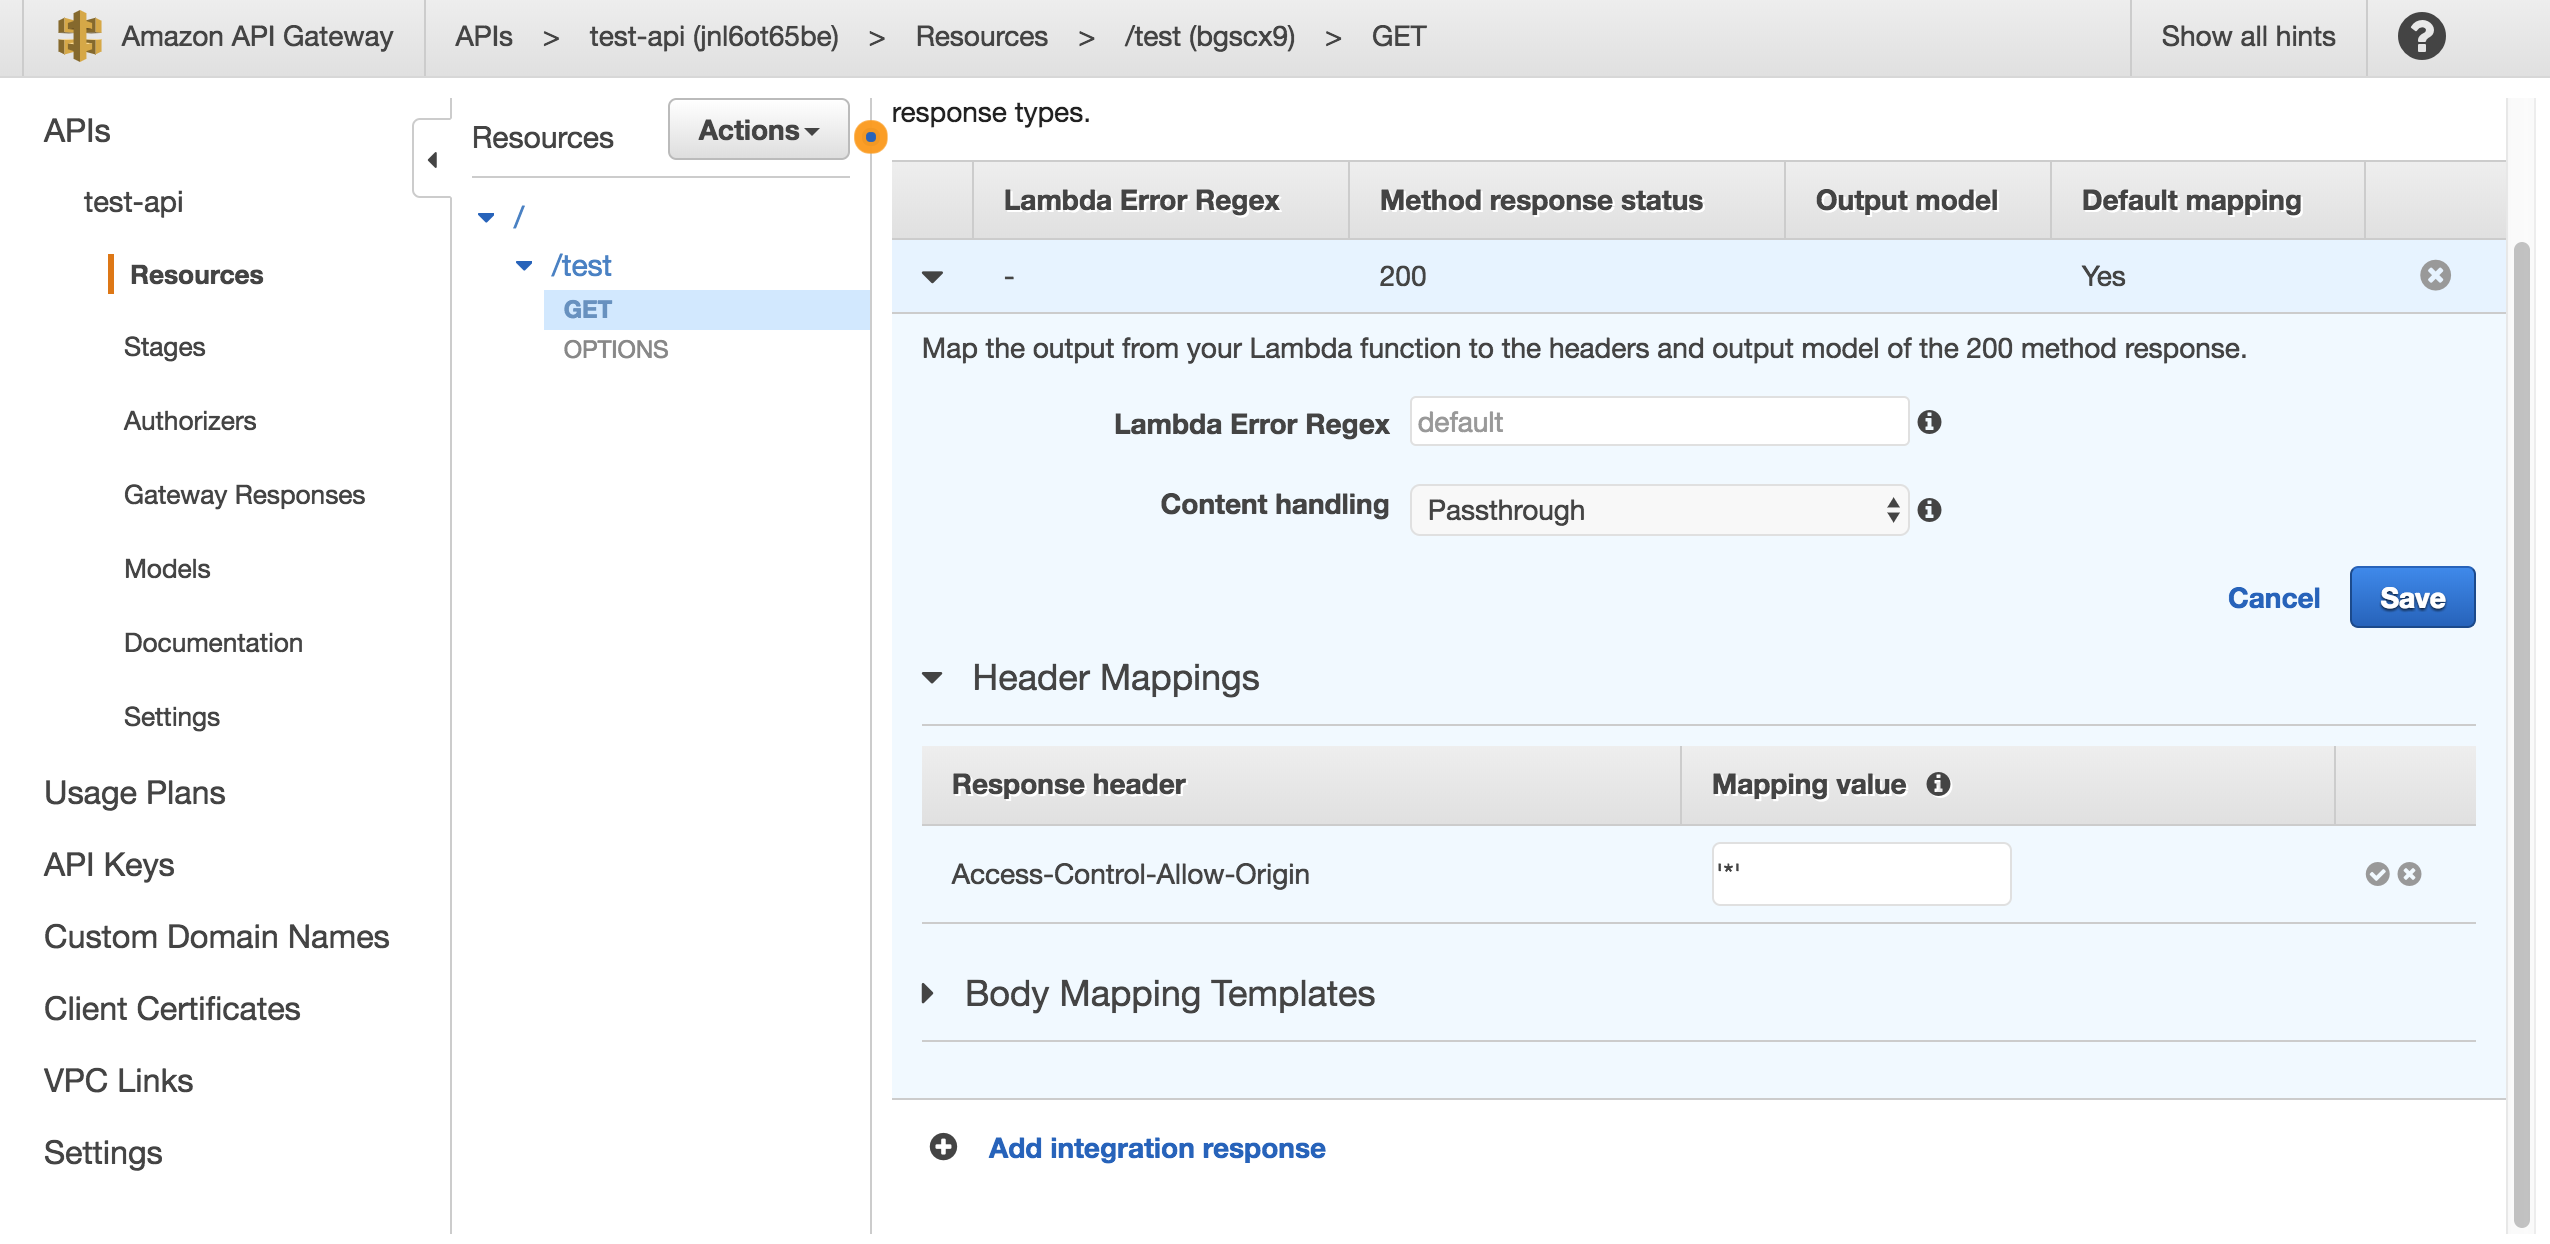 Amazon API Gateway
APIs > test-api (jnl6ot65be) > Resources > /test (bgscx9) > GET
Show all hints
?
APIs
test-api
Resources
Stages
Authorizers
Gateway Responses
Models
Documentation
Settings
Usage Plans
API Keys
Custom Domain Names
Client Certificates
VPC Links
Settings
Resources
Actions
/
/test
GET
OPTIONS
response types.
Lambda Error Regex Method response status Output model Default mapping
- 200 Yes
Map the output from your Lambda function to the headers and output model of the 200 method response.
Lambda Error Regex default
Content handling Passthrough
Cancel Save
Header Mappings
Response header Mapping value
Access-Control-Allow-Origin '*'
Body Mapping Templates
Add integration response